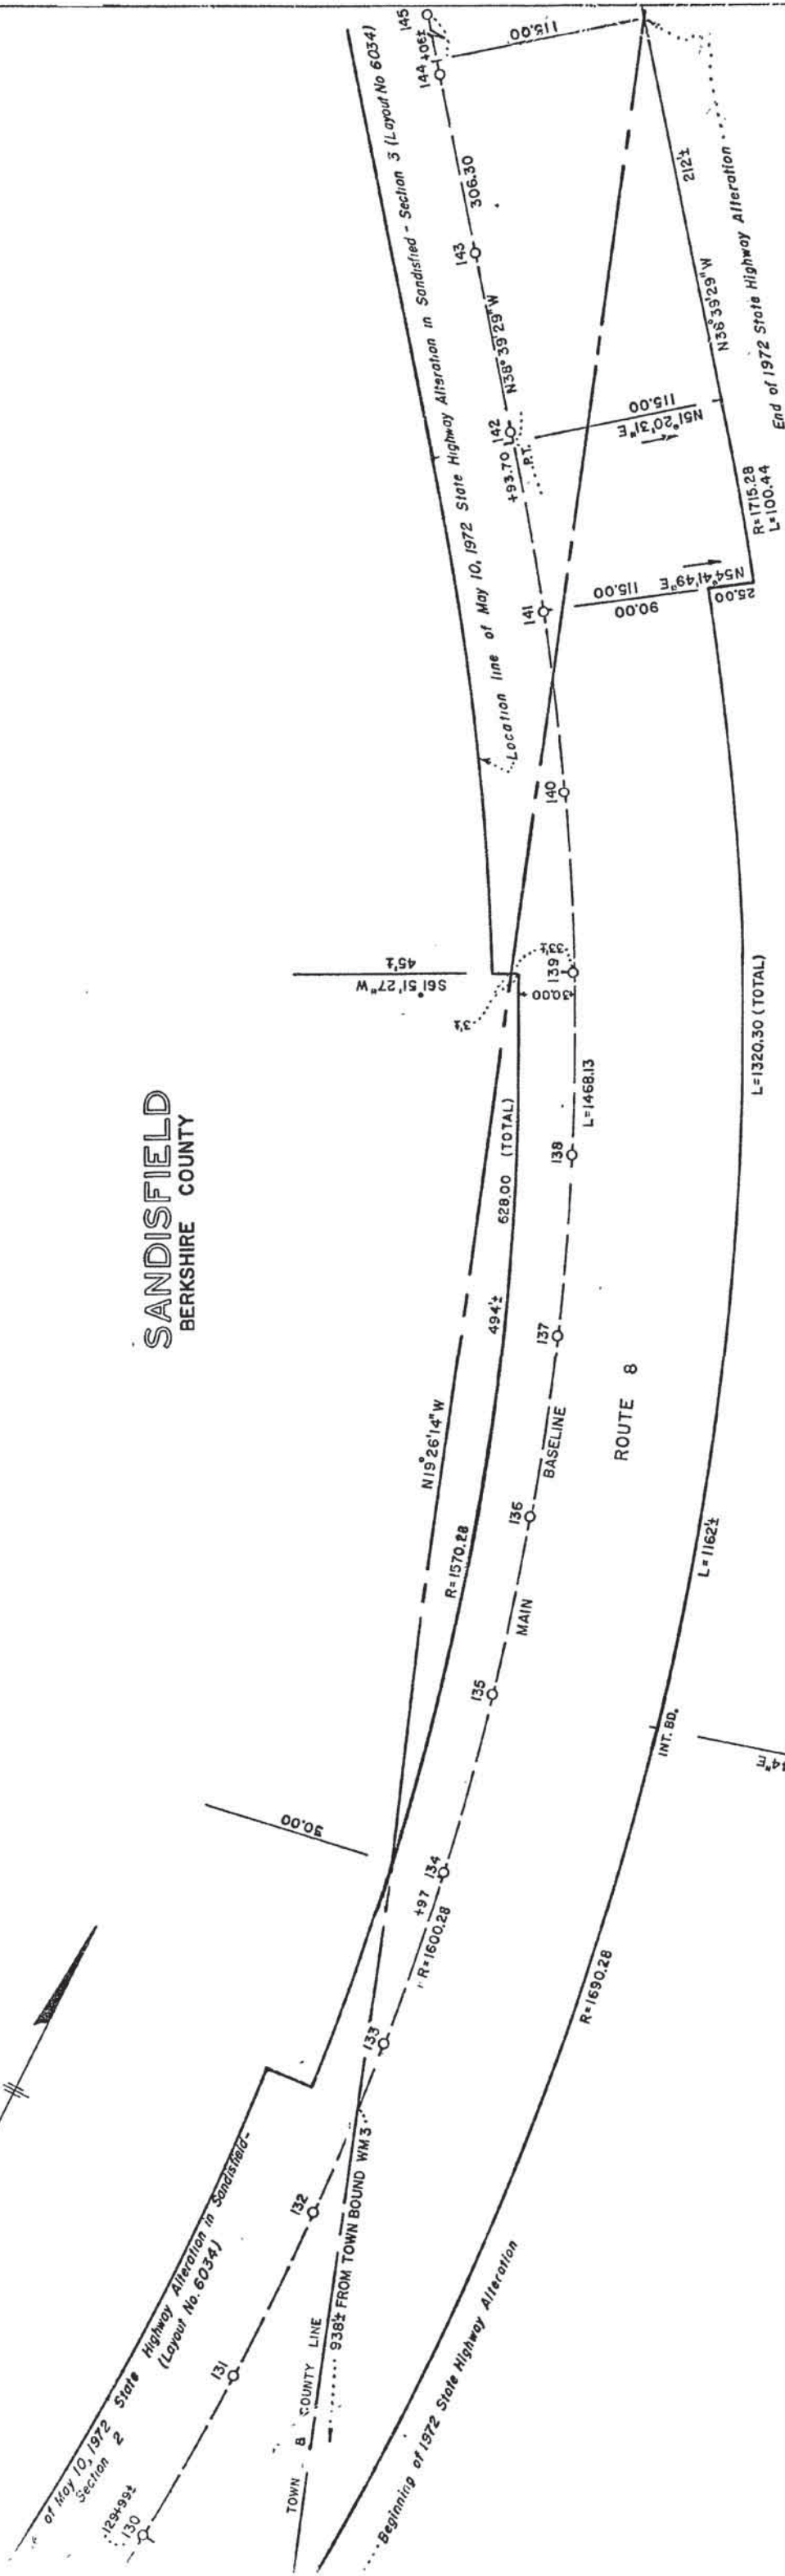 SANDISFIELD
BERKSHIRE COUNTY
of May 10, 1972 State Highway Alteration in Sandisfield-
Section 2
(Layout No. 6034)
129+99±
130
131
132
133
+97 134
135
136
137
138
139
140
141
142
143
144 +05±
145
TOWN & COUNTY LINE
938'± FROM TOWN BOUND WM3
Beginning of 1972 State Highway Alteration
R=1600.28
R=1690.28
30.00
R=1570.28
N19°26'14"W
494'±
628.00 (TOTAL)
MAIN BASELINE
ROUTE 8
INT. BD.
L=1162'±
L=1320.30 (TOTAL)
L=1468.13
3'±
30.00
33'±
S61°51'27"W
45'±
Location line of May 10, 1972 State Highway Alteration in Sandisfied - Section 3 (Layout No 6034)
+93.70
P.T.
N38°39'29"W
306.30
115.00
N54°41'49"E
115.00
90.00
25.00
R=1715.28
L=100.44
N51°20'31"E
115.00
N38°39'29"W
212'±
End of 1972 State Highway Alteration